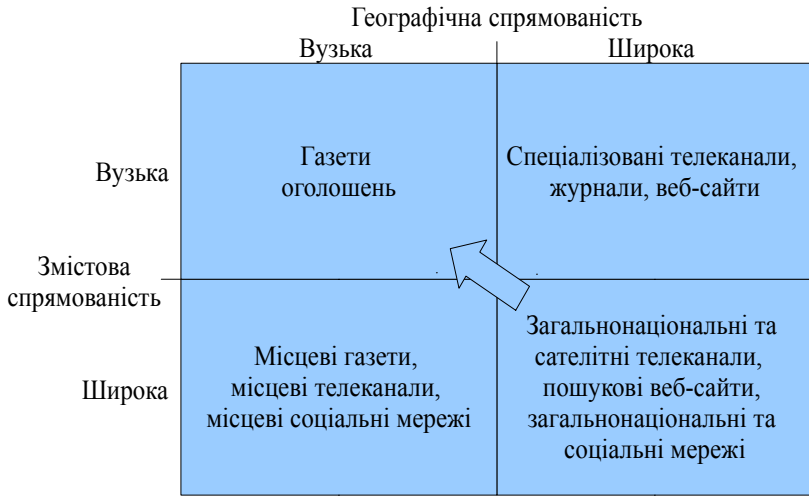 Географічна спрямованість
Вузька
Широка
Вузька
Газети
оголошень
Спеціалізовані телеканали,
журнали, веб-сайти
Змістова
спрямованість
Широка
Місцеві газети,
місцеві телеканали,
місцеві соціальні мережі
Загальнонаціональні та
сателітні телеканали,
пошукові веб-сайти,
загальнонаціональні та
соціальні мережі